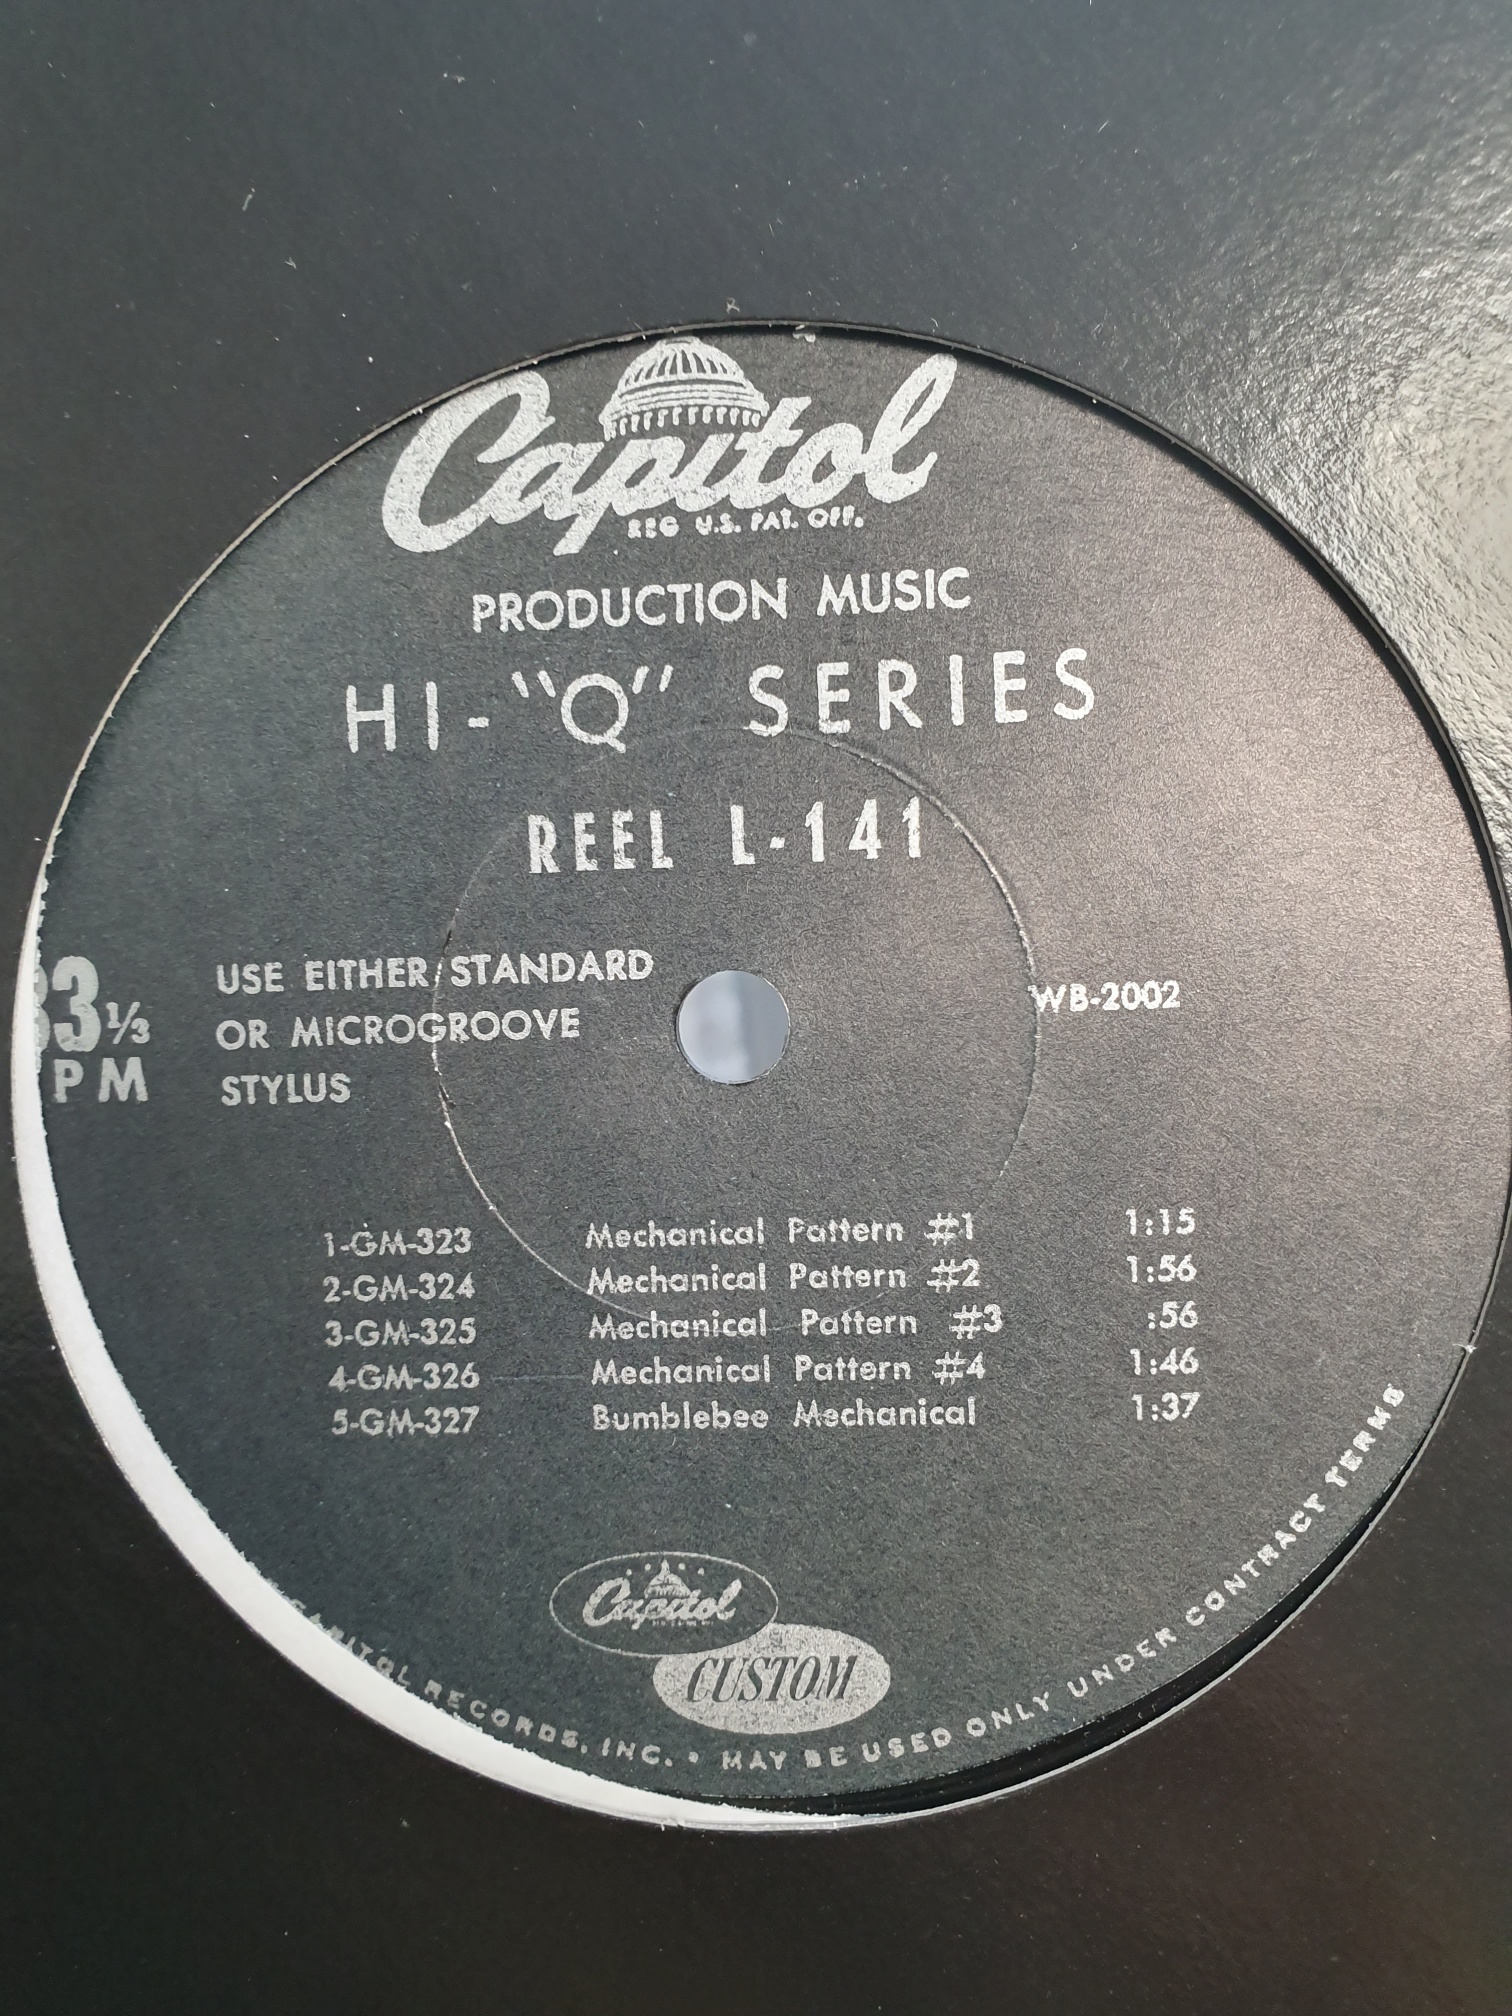 Capitol
REG U.S. PAT. OFF.
PRODUCTION MUSIC
HI-"Q" SERIES
REEL L-141
33 1/3
PM
USE EITHER STANDARD
OR MICROGROOVE
STYLUS
WB-2002
1-GM-323 Mechanical Pattern #1 1:15
2-GM-324 Mechanical Pattern #2 1:56
3-GM-325 Mechanical Pattern #3 :56
4-GM-326 Mechanical Pattern #4 1:46
5-GM-327 Bumblebee Mechanical 1:37
Capitol
CUSTOM
CAPITOL RECORDS, INC. • MAY BE USED ONLY UNDER CONTRACT TERMS